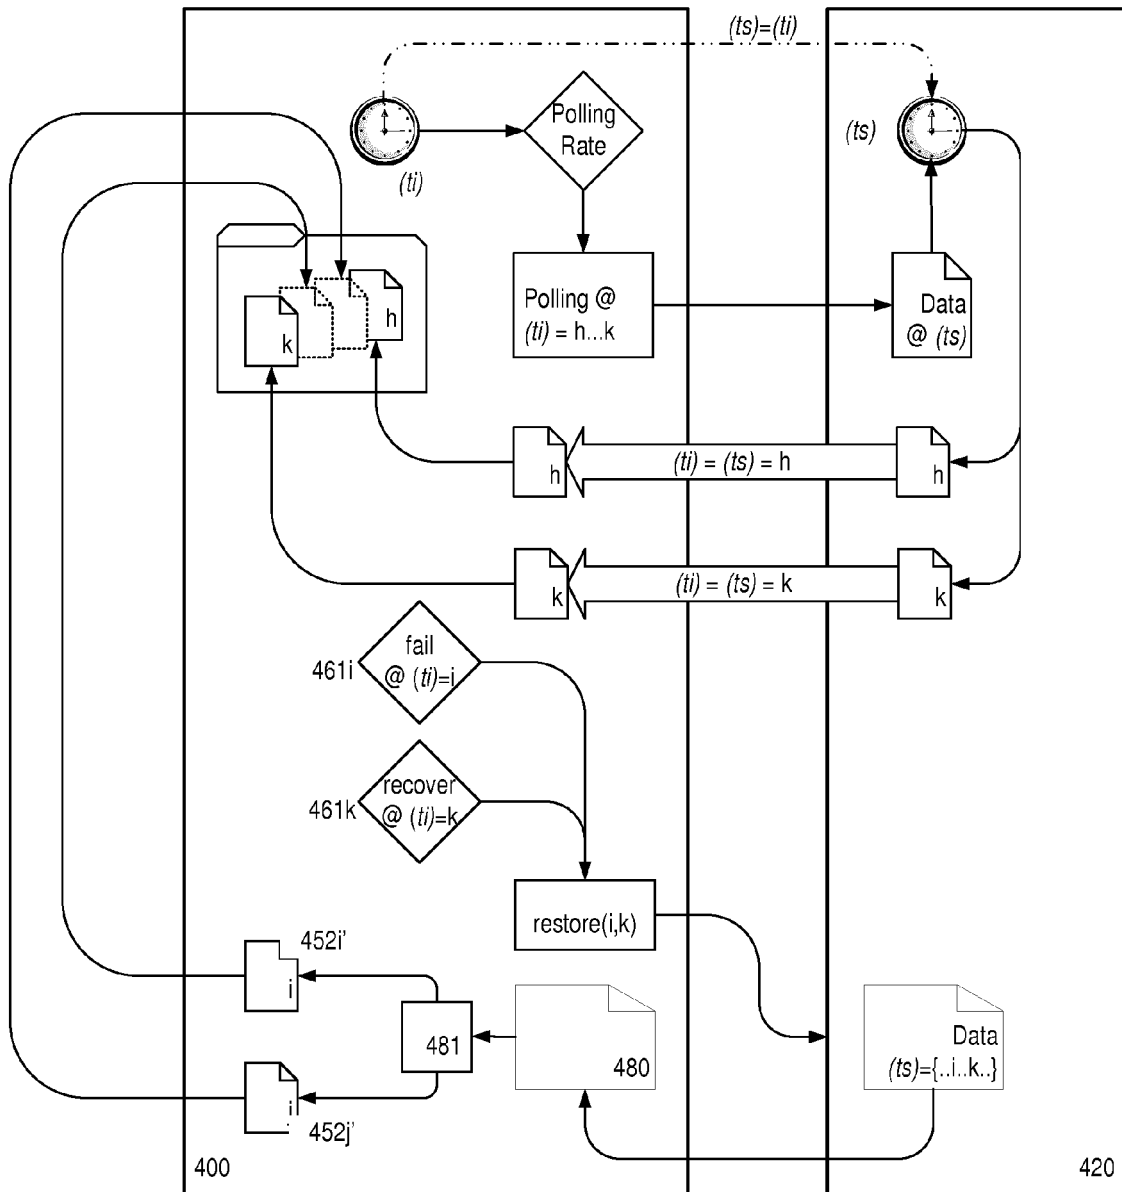 (ts)=(ti)
Polling
Rate
(ts)
(ti)
Polling @
(ti) = h...k
Data
@ (ts)
h
k
h
(ti) = (ts) = h
h
k
(ti) = (ts) = k
k
fail
@ (ti)=i
461i
recover
@ (ti)=k
461k
restore(i,k)
452i'
i
481
480
Data
(ts)={..i..k..}
452j'
400
420